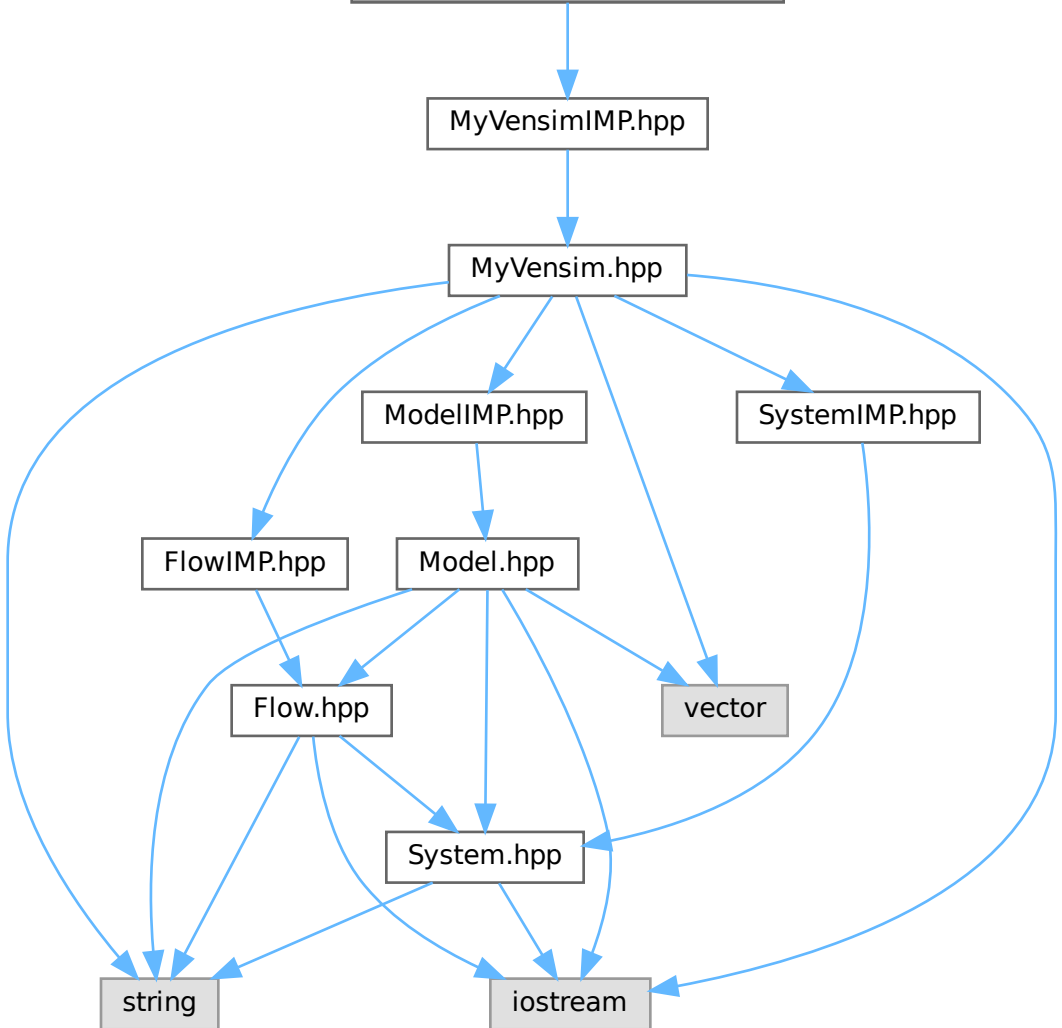 MyVensimIMP.hpp
MyVensim.hpp
ModelIMP.hpp
SystemIMP.hpp
FlowIMP.hpp
Model.hpp
Flow.hpp
vector
System.hpp
string
iostream